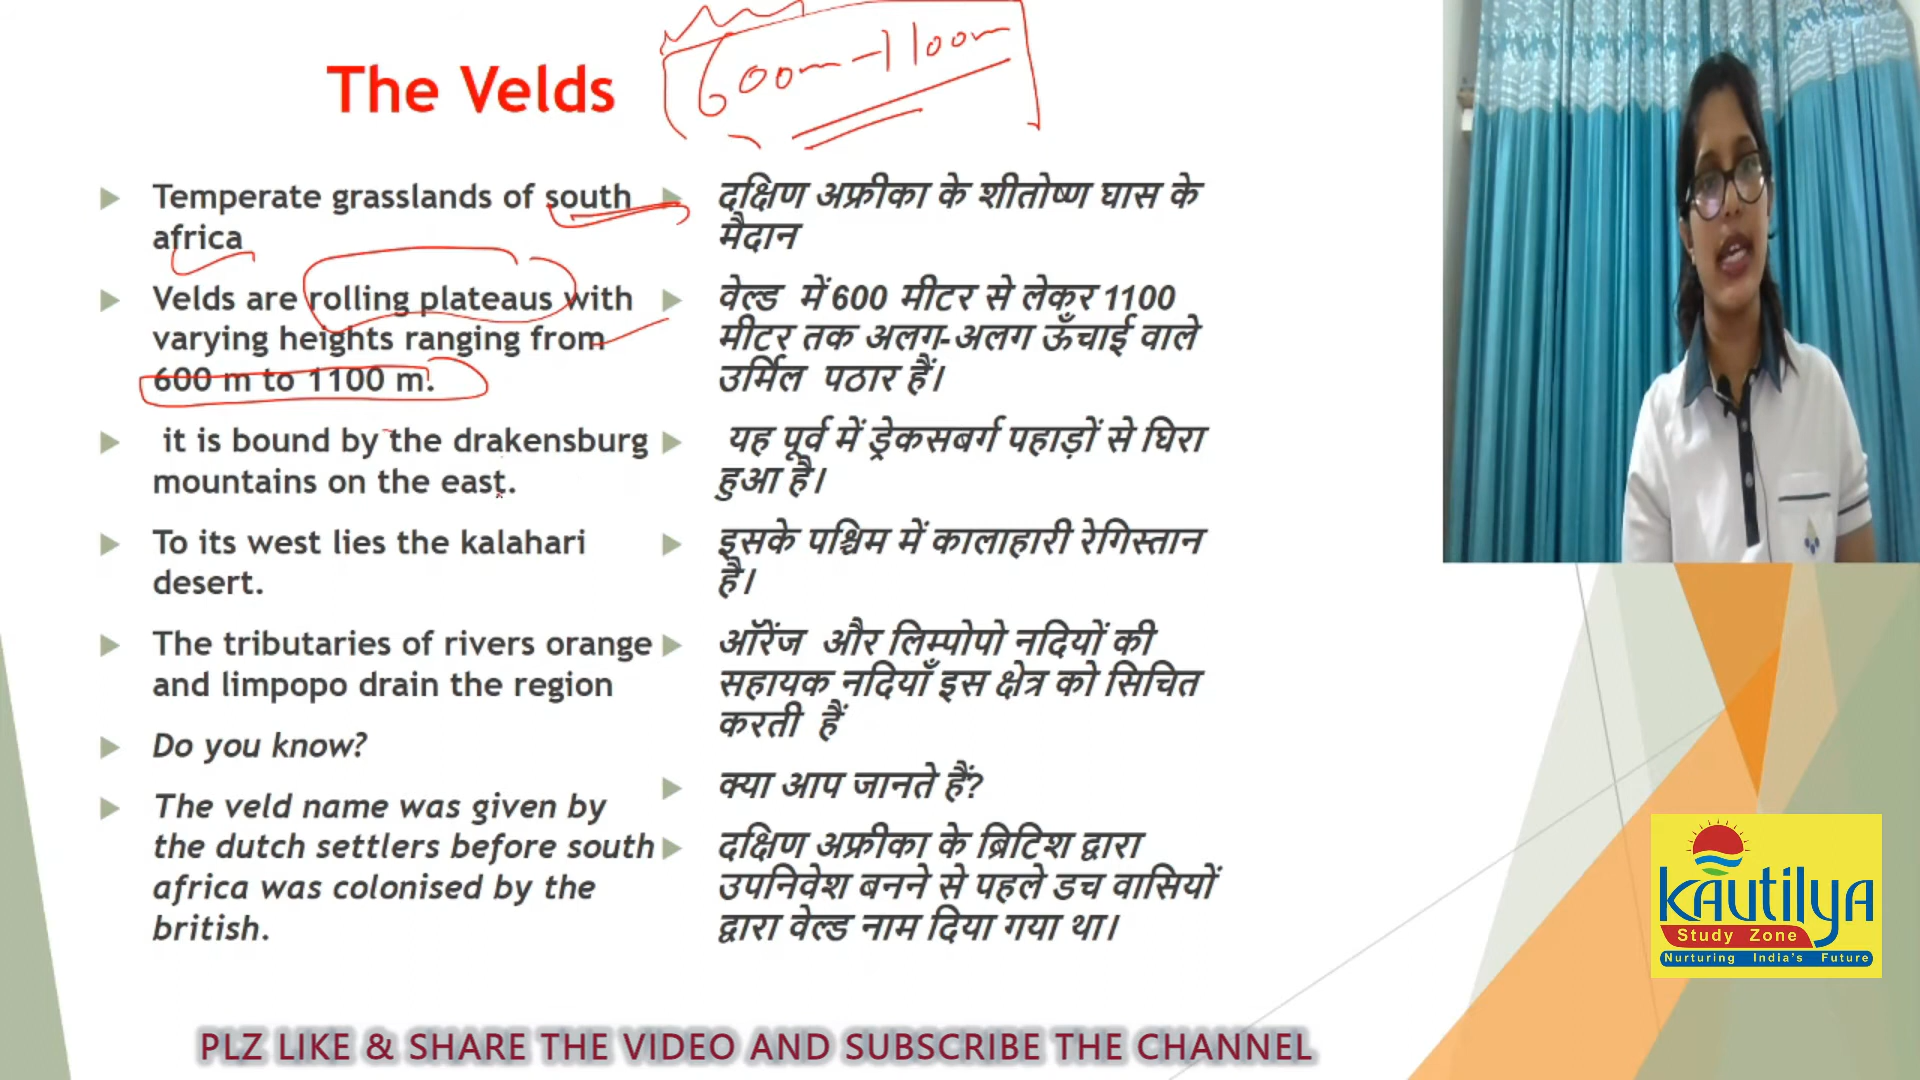 The Velds
600m - 1100m
Temperate grasslands of south
africa
Velds are rolling plateaus with
varying heights ranging from
600 m to 1100 m.
it is bound by the drakensburg
mountains on the east.
To its west lies the kalahari
desert.
The tributaries of rivers orange
and limpopo drain the region
Do you know?
The veld name was given by
the dutch settlers before south
africa was colonised by the
british.
दक्षिण अफ्रीका के शीतोष्ण घास के
मैदान
वेल्ड में 600 मीटर से लेकर 1100
मीटर तक अलग-अलग ऊँचाई वाले
उर्मिल पठार हैं।
यह पूर्व में ड्रेकसबर्ग पहाड़ों से घिरा
हुआ है।
इसके पश्चिम में कालाहारी रेगिस्तान
है।
ऑरेंज और लिम्पोपो नदियों की
सहायक नदियाँ इस क्षेत्र को सिचित
करती हैं
क्या आप जानते हैं?
दक्षिण अफ्रीका के ब्रिटिश द्वारा
उपनिवेश बनने से पहले डच वासियों
द्वारा वेल्ड नाम दिया गया था।
Kautilya
Study Zone
Nurturing India's Future
PLZ LIKE & SHARE THE VIDEO AND SUBSCRIBE THE CHANNEL